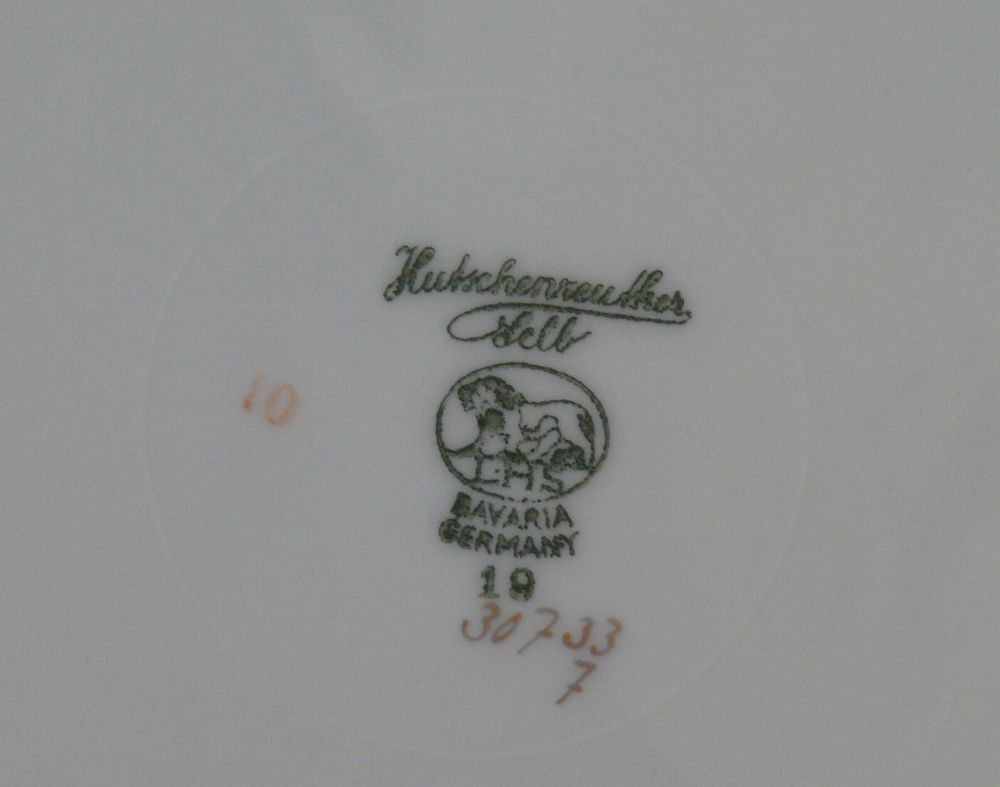 Hutschenreuther
Selb
LHS
BAVARIA
GERMANY
19
10
30733
7